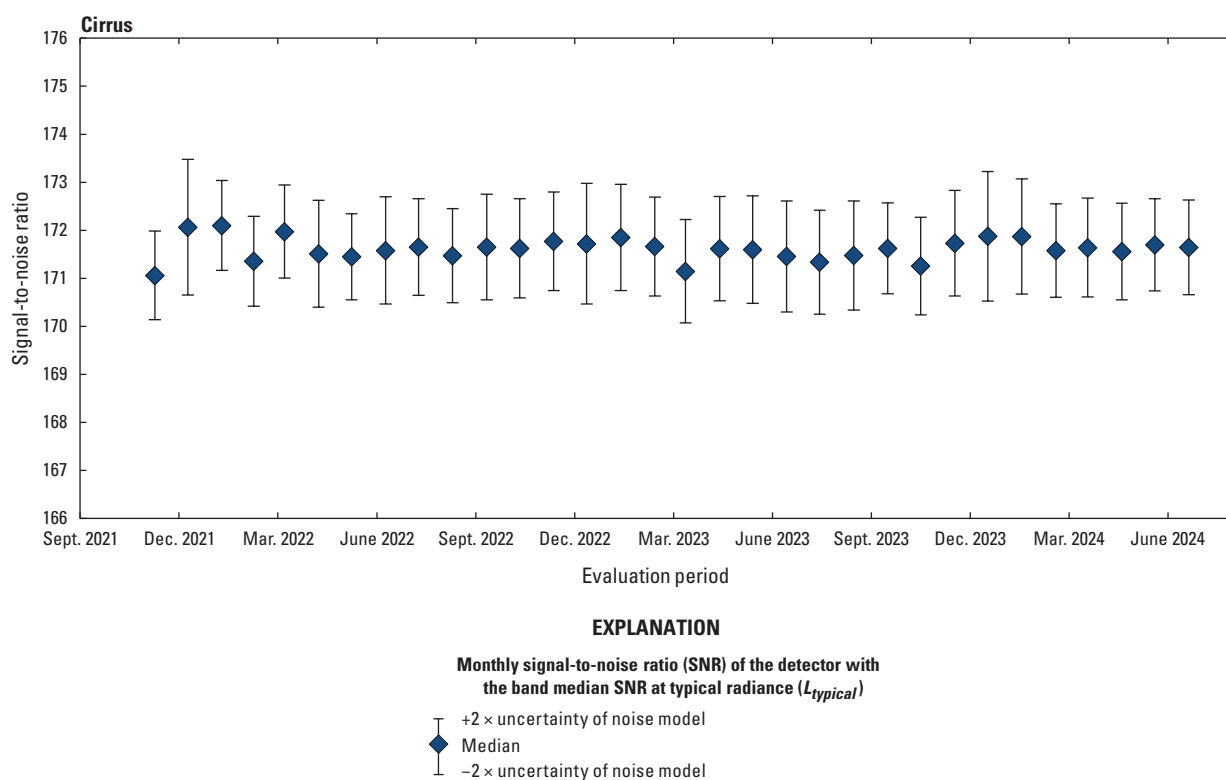 Cirrus
176
175
174
173
172
171
170
169
168
167
166
Signal-to-noise ratio
Sept. 2021 Dec. 2021 Mar. 2022 June 2022 Sept. 2022 Dec. 2022 Mar. 2023 June 2023 Sept. 2023 Dec. 2023 Mar. 2024 June 2024
Evaluation period
EXPLANATION
Monthly signal-to-noise ratio (SNR) of the detector with
the band median SNR at typical radiance (Ltypical)
+2 × uncertainty of noise model
Median
−2 × uncertainty of noise model